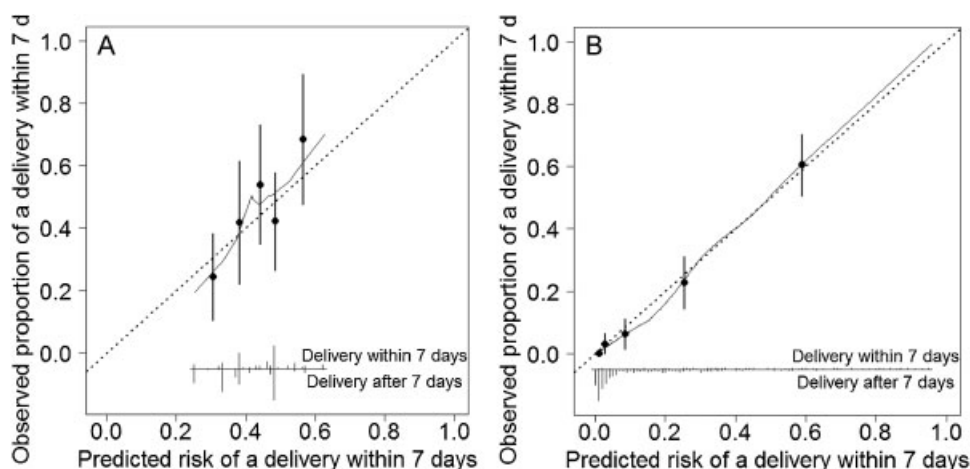 Observed proportion of a delivery within 7 d
A
1.0
0.8
0.6
0.4
0.2
0.0
Delivery within 7 days
Delivery after 7 days
0.0 0.2 0.4 0.6 0.8 1.0
Predicted risk of a delivery within 7 days
Observed proportion of a delivery within 7 d
B
1.0
0.8
0.6
0.4
0.2
0.0
Delivery within 7 days
Delivery after 7 days
0.0 0.2 0.4 0.6 0.8 1.0
Predicted risk of a delivery within 7 days